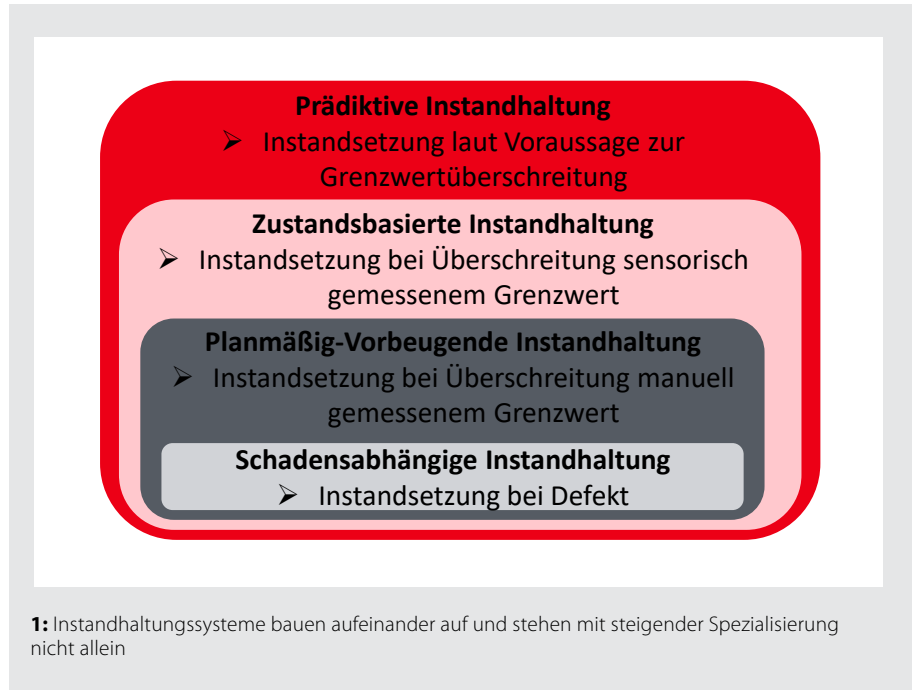 Prädiktive Instandhaltung
➢ Instandsetzung laut Voraussage zur
Grenzwertüberschreitung
Zustandsbasierte Instandhaltung
➢ Instandsetzung bei Überschreitung sensorisch
gemessenem Grenzwert
Planmäßig-Vorbeugende Instandhaltung
➢ Instandsetzung bei Überschreitung manuell
gemessenem Grenzwert
Schadensabhängige Instandhaltung
➢ Instandsetzung bei Defekt
1: Instandhaltungssysteme bauen aufeinander auf und stehen mit steigender Spezialisierung
nicht allein